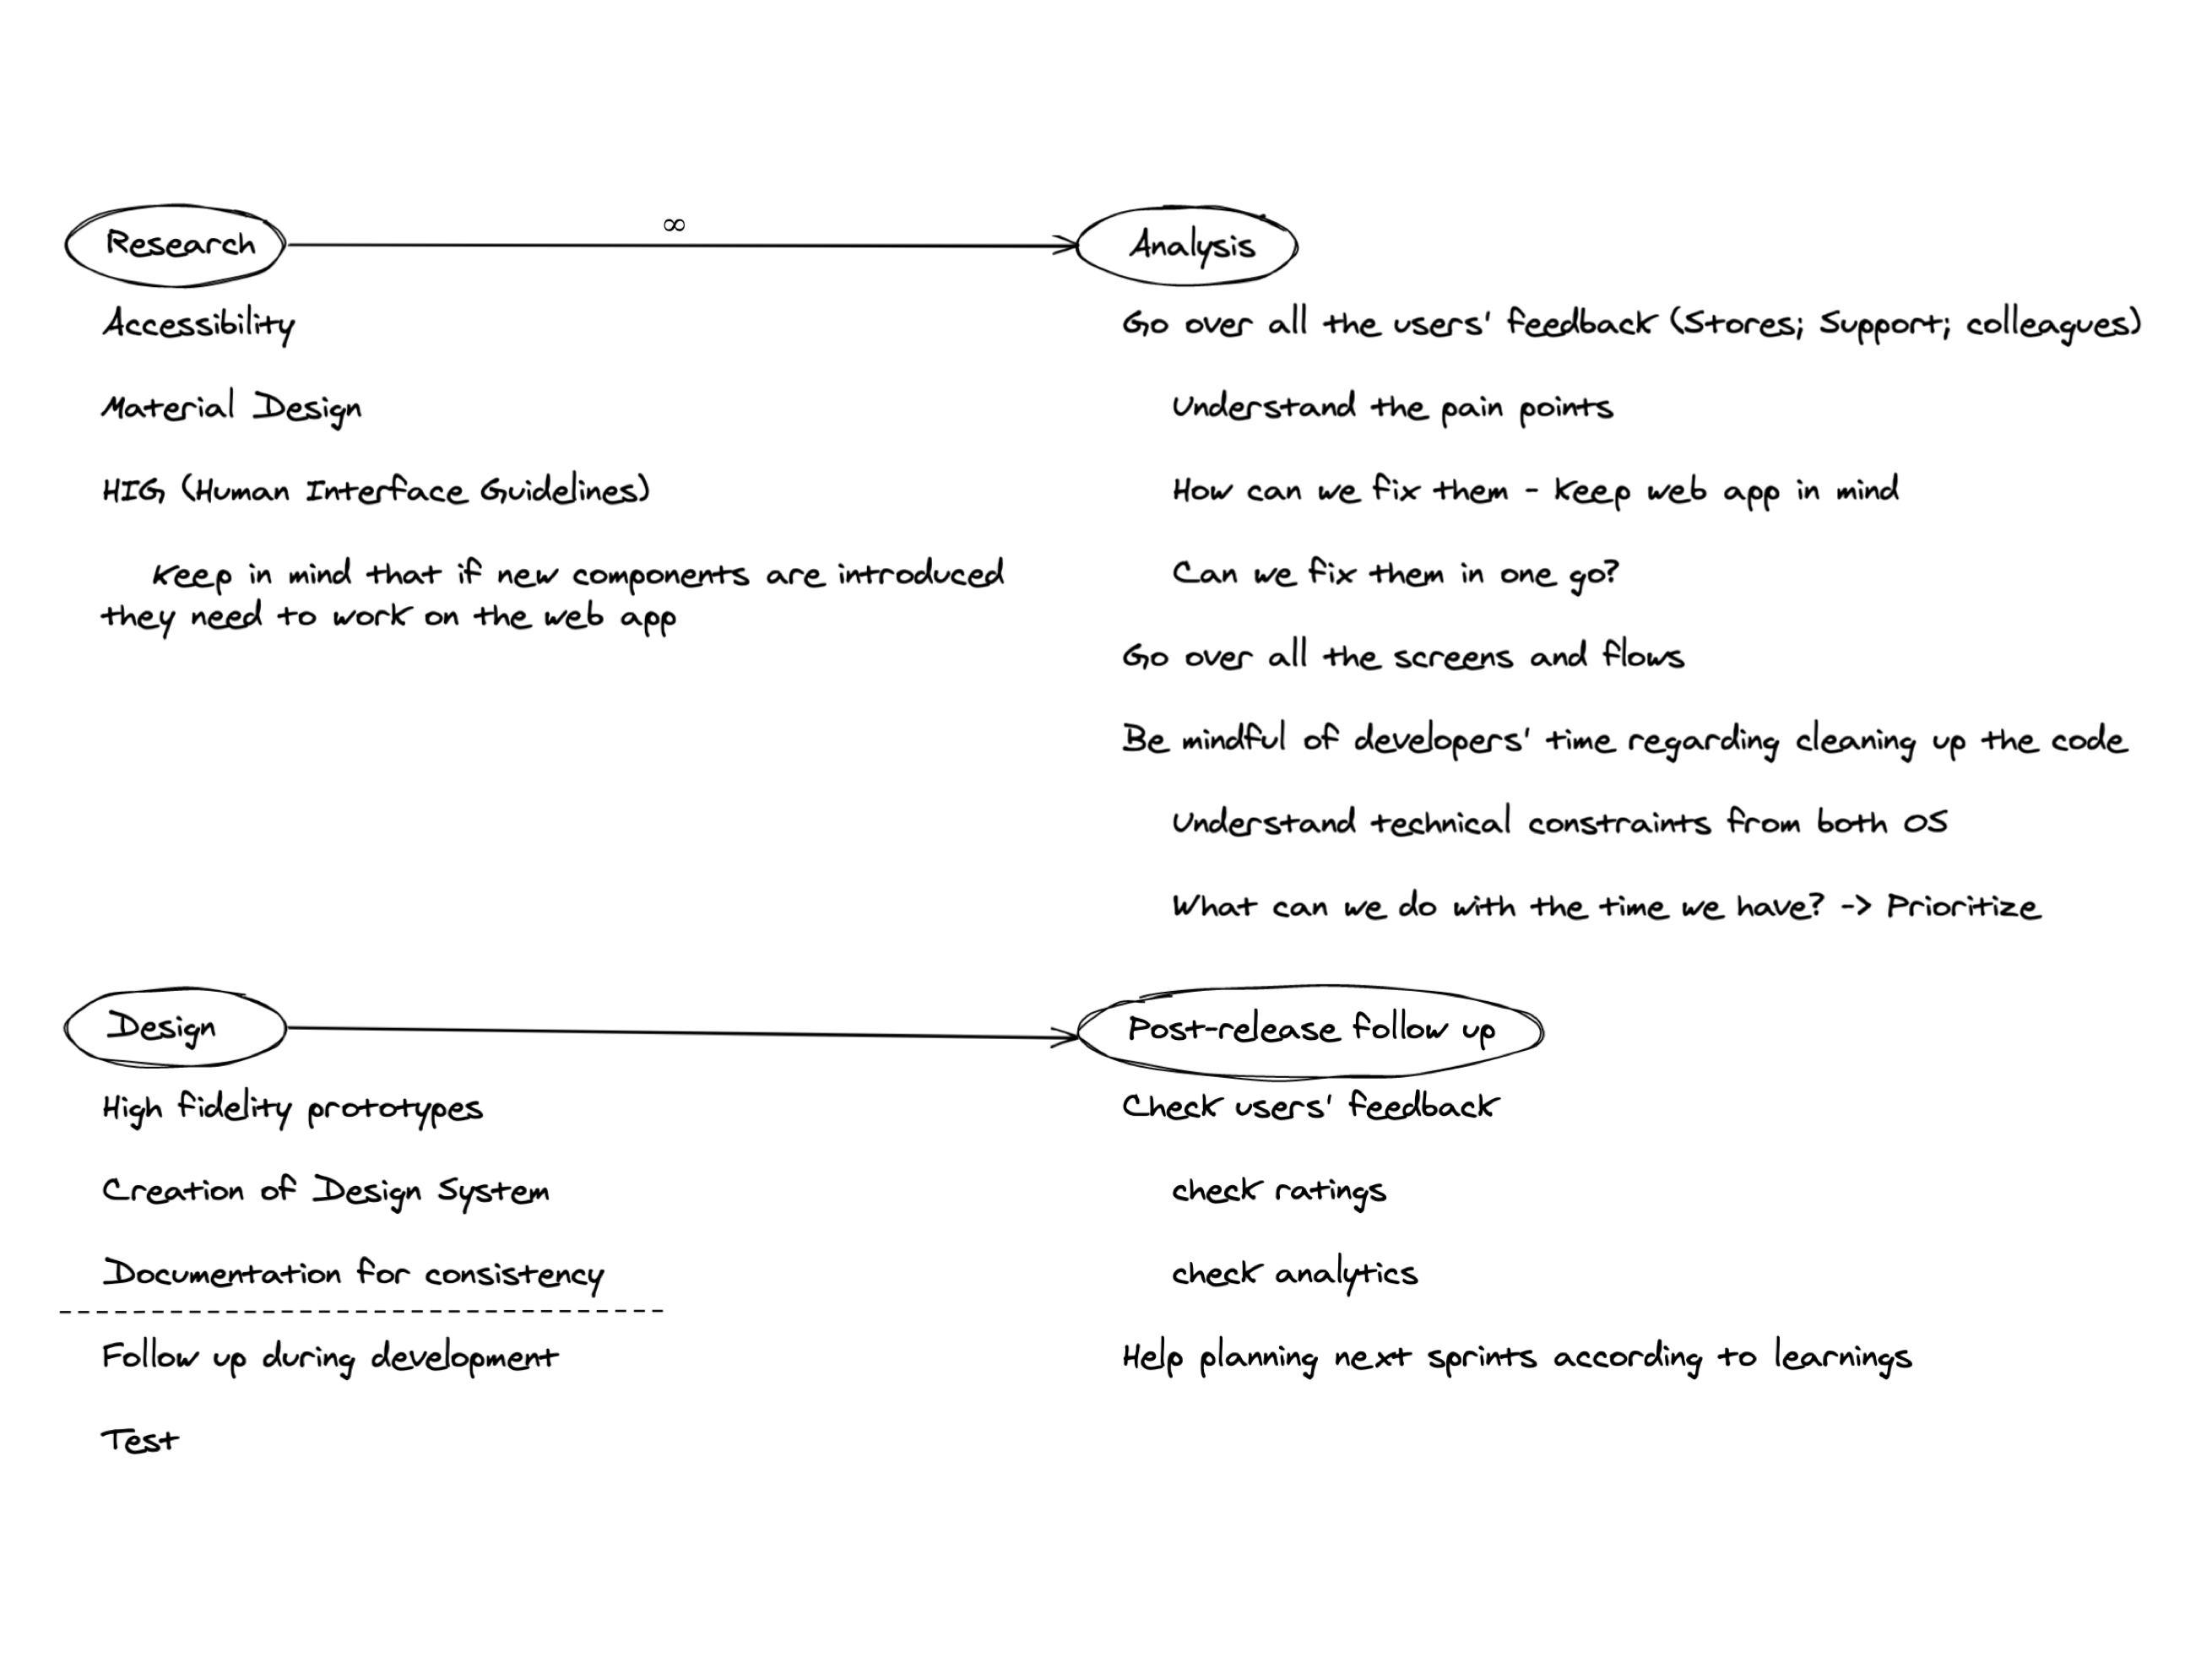 Research
∞
Analysis
Accessibility
Material Design
HIG (Human Interface Guidelines)
Keep in mind that if new components are introduced
they need to work on the web app
Go over all the users' feedback (Stores; Support; colleagues)
Understand the pain points
How can we fix them - Keep web app in mind
Can we fix them in one go?
Go over all the screens and flows
Be mindful of developers' time regarding cleaning up the code
Understand technical constraints from both OS
What can we do with the time we have? -> Prioritize
Design
Post-release follow up
High fidelity prototypes
Creation of Design System
Documentation for consistency
Follow up during development
Test
Check users' feedback
check ratings
check analytics
Help planning next sprints according to learnings